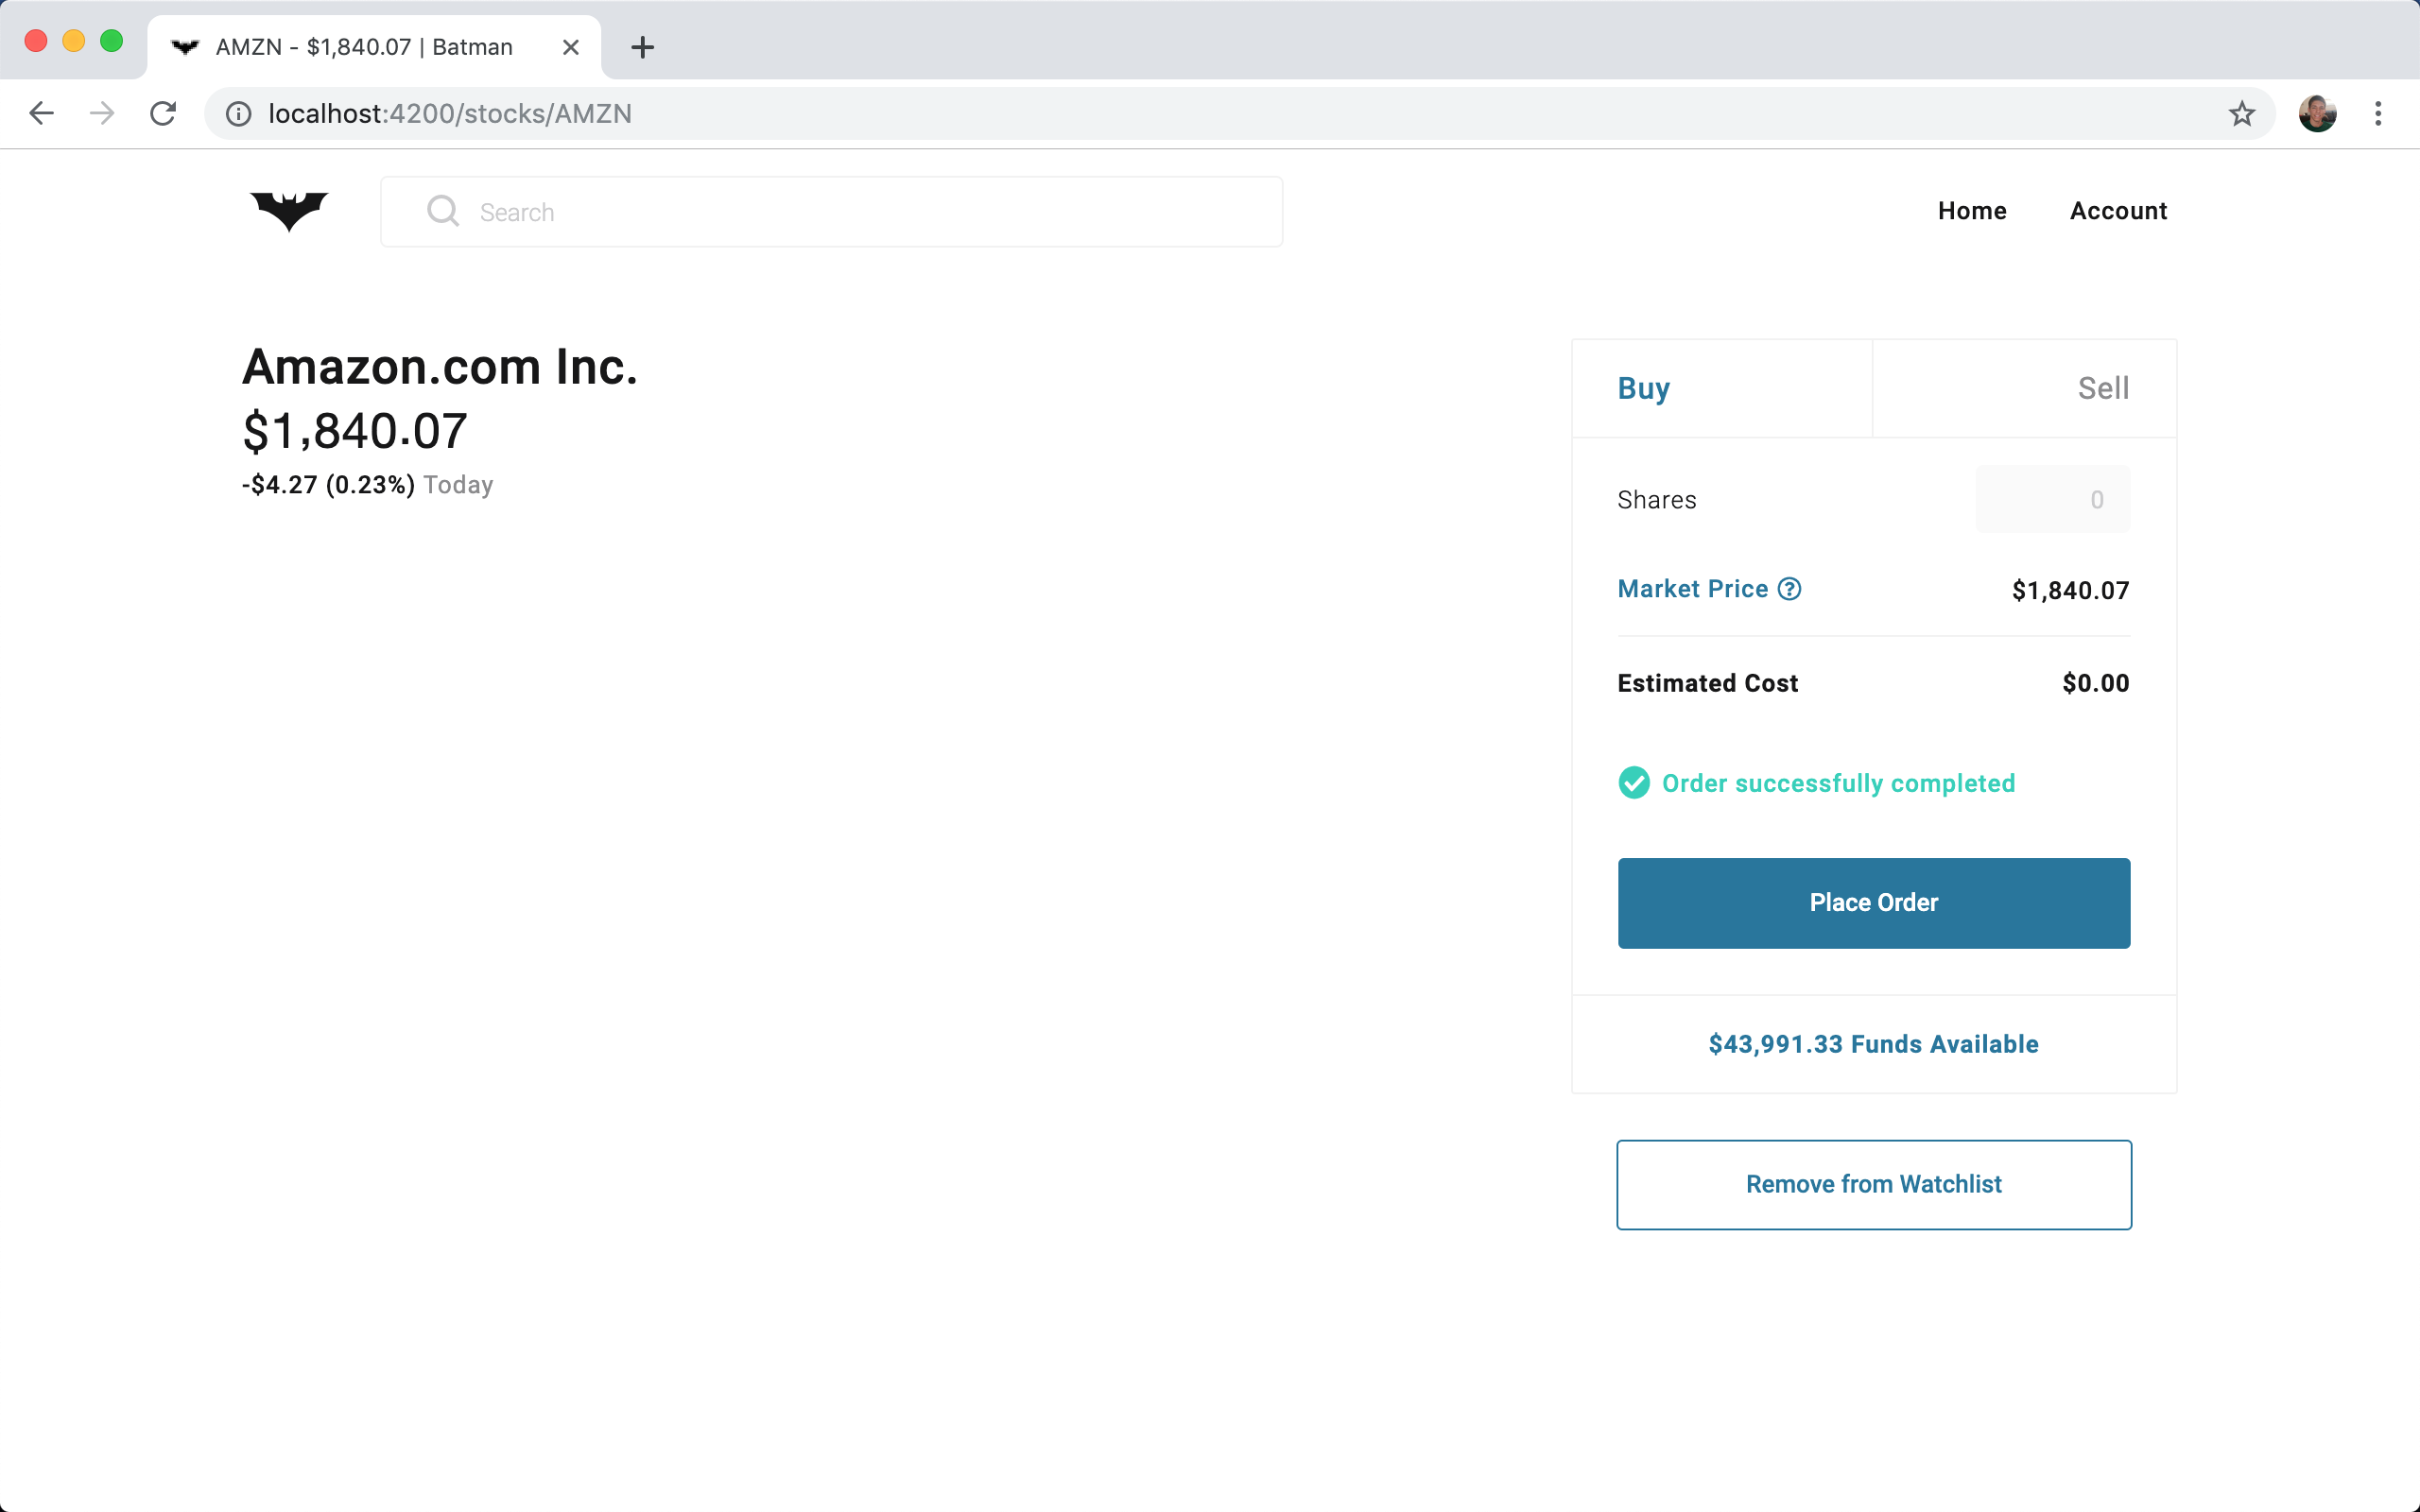 AMZN - $1,840.07 | Batman
localhost:4200/stocks/AMZN
Search
Home
Account
Amazon.com Inc.
$1,840.07
-$4.27 (0.23%) Today
Buy
Sell
Shares
0
Market Price ?
$1,840.07
Estimated Cost
$0.00
Order successfully completed
Place Order
$43,991.33 Funds Available
Remove from Watchlist